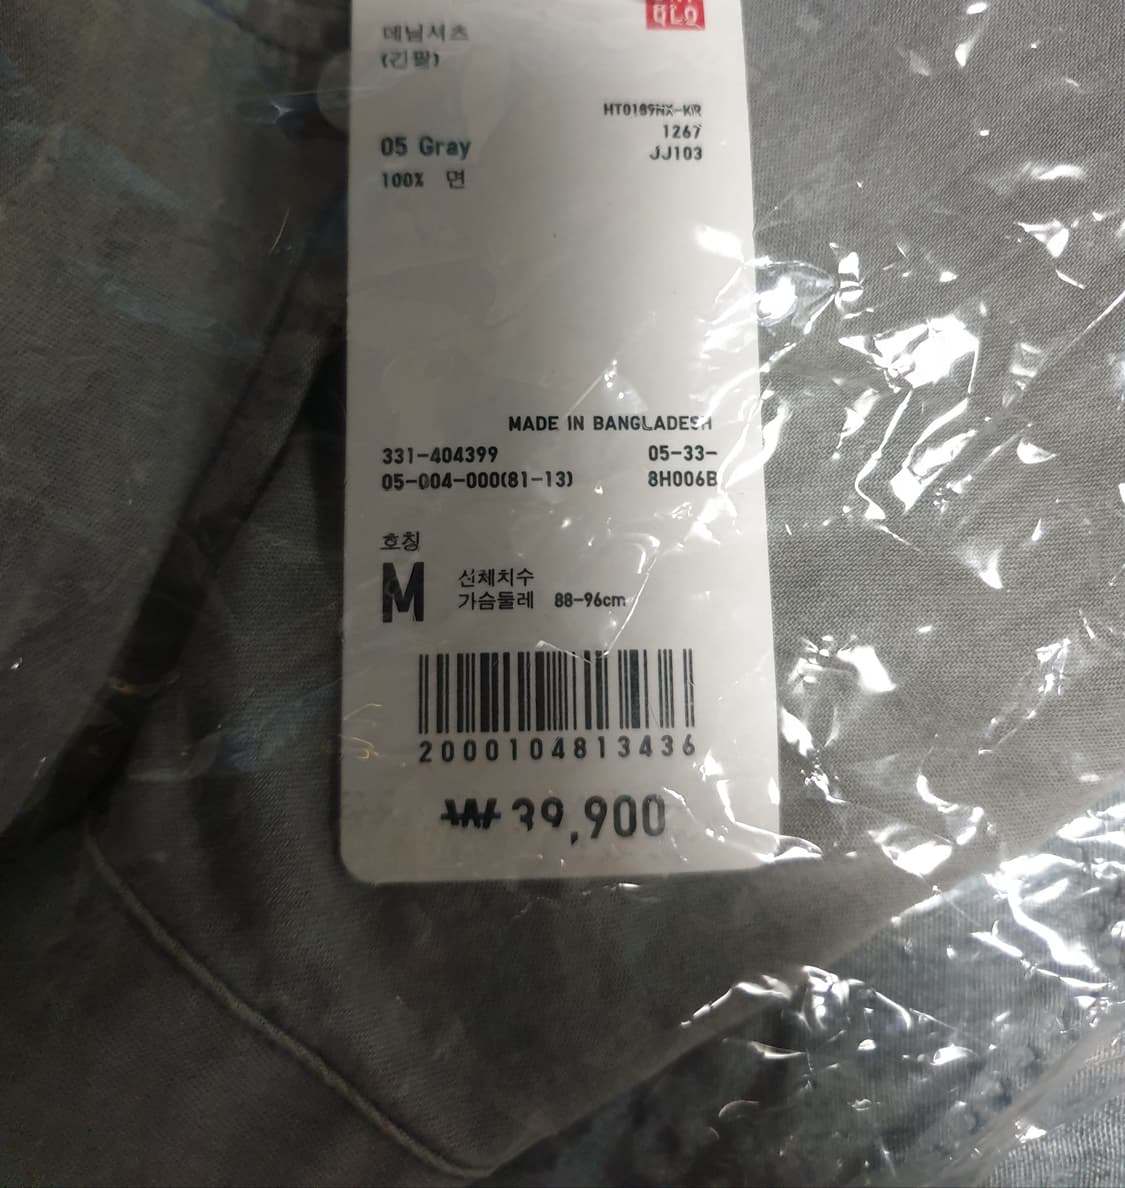 QLO
데님셔츠
(긴팔)
HT0189NX-KR
1267
05 Gray
JJ103
100% 면
MADE IN BANGLADESH
331-404399 05-33-
05-004-000(81-13) 8H006B
호칭
M
신체치수
가슴둘레 88-96cm
2000104813436
₩ 39,900